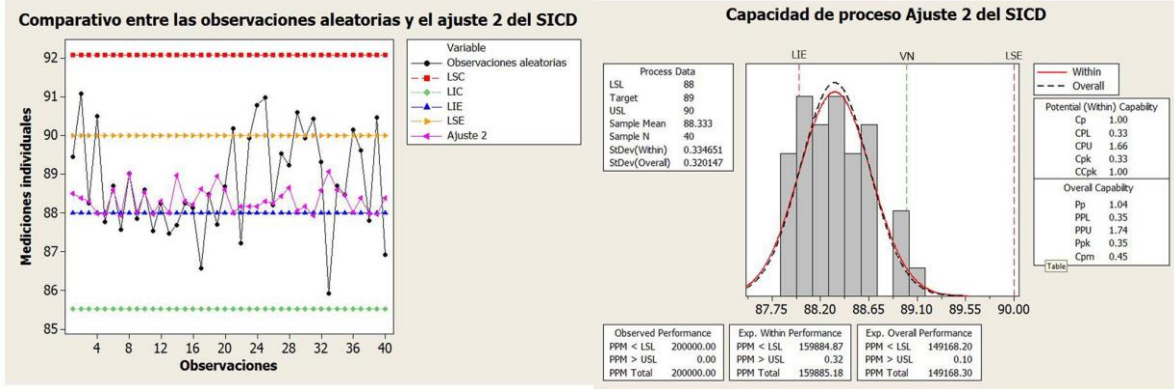 Comparativo entre las observaciones aleatorias y el ajuste 2 del SICD
Mediciones individuales
92
91
90
89
88
87
86
85
4 8 12 16 20 24 28 32 36 40
Observaciones
Variable
Observaciones aleatorias
LSC
LIC
LIE
LSE
Ajuste 2
Capacidad de proceso Ajuste 2 del SICD
Process Data
LSL 88
Target 89
USL 90
Sample Mean 88.333
Sample N 40
StDev(Within) 0.334651
StDev(Overall) 0.320147
LIE VN LSE
87.75 88.20 88.65 89.10 89.55 90.00
Within
Overall
Potential (Within) Capability
Cp 1.00
CPL 0.33
CPU 1.66
Cpk 0.33
CCpk 1.00
Overall Capability
Pp 1.04
PPL 0.35
PPU 1.74
Ppk 0.35
Cpm 0.45
Table
Observed Performance
PPM < LSL 200000.00
PPM > USL 0.00
PPM Total 200000.00
Exp. Within Performance
PPM < LSL 159884.87
PPM > USL 0.32
PPM Total 159885.18
Exp. Overall Performance
PPM < LSL 149168.20
PPM > USL 0.10
PPM Total 149168.30